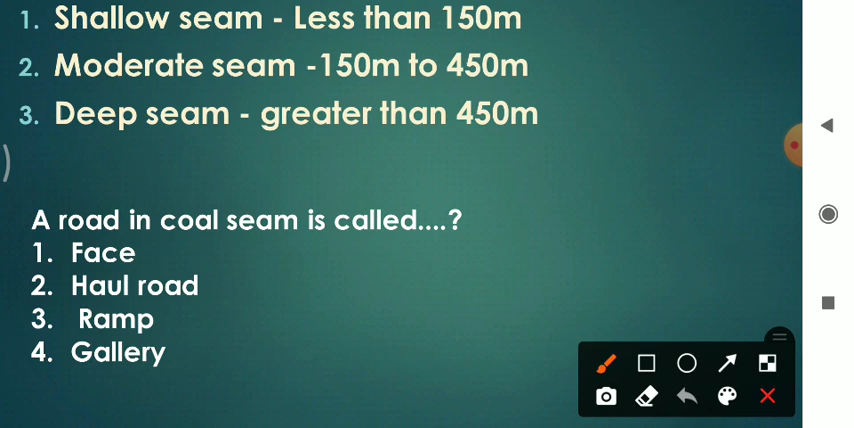 1. Shallow seam - Less than 150m
2. Moderate seam -150m to 450m
3. Deep seam - greater than 450m
A road in coal seam is called....?
1. Face
2. Haul road
3. Ramp
4. Gallery